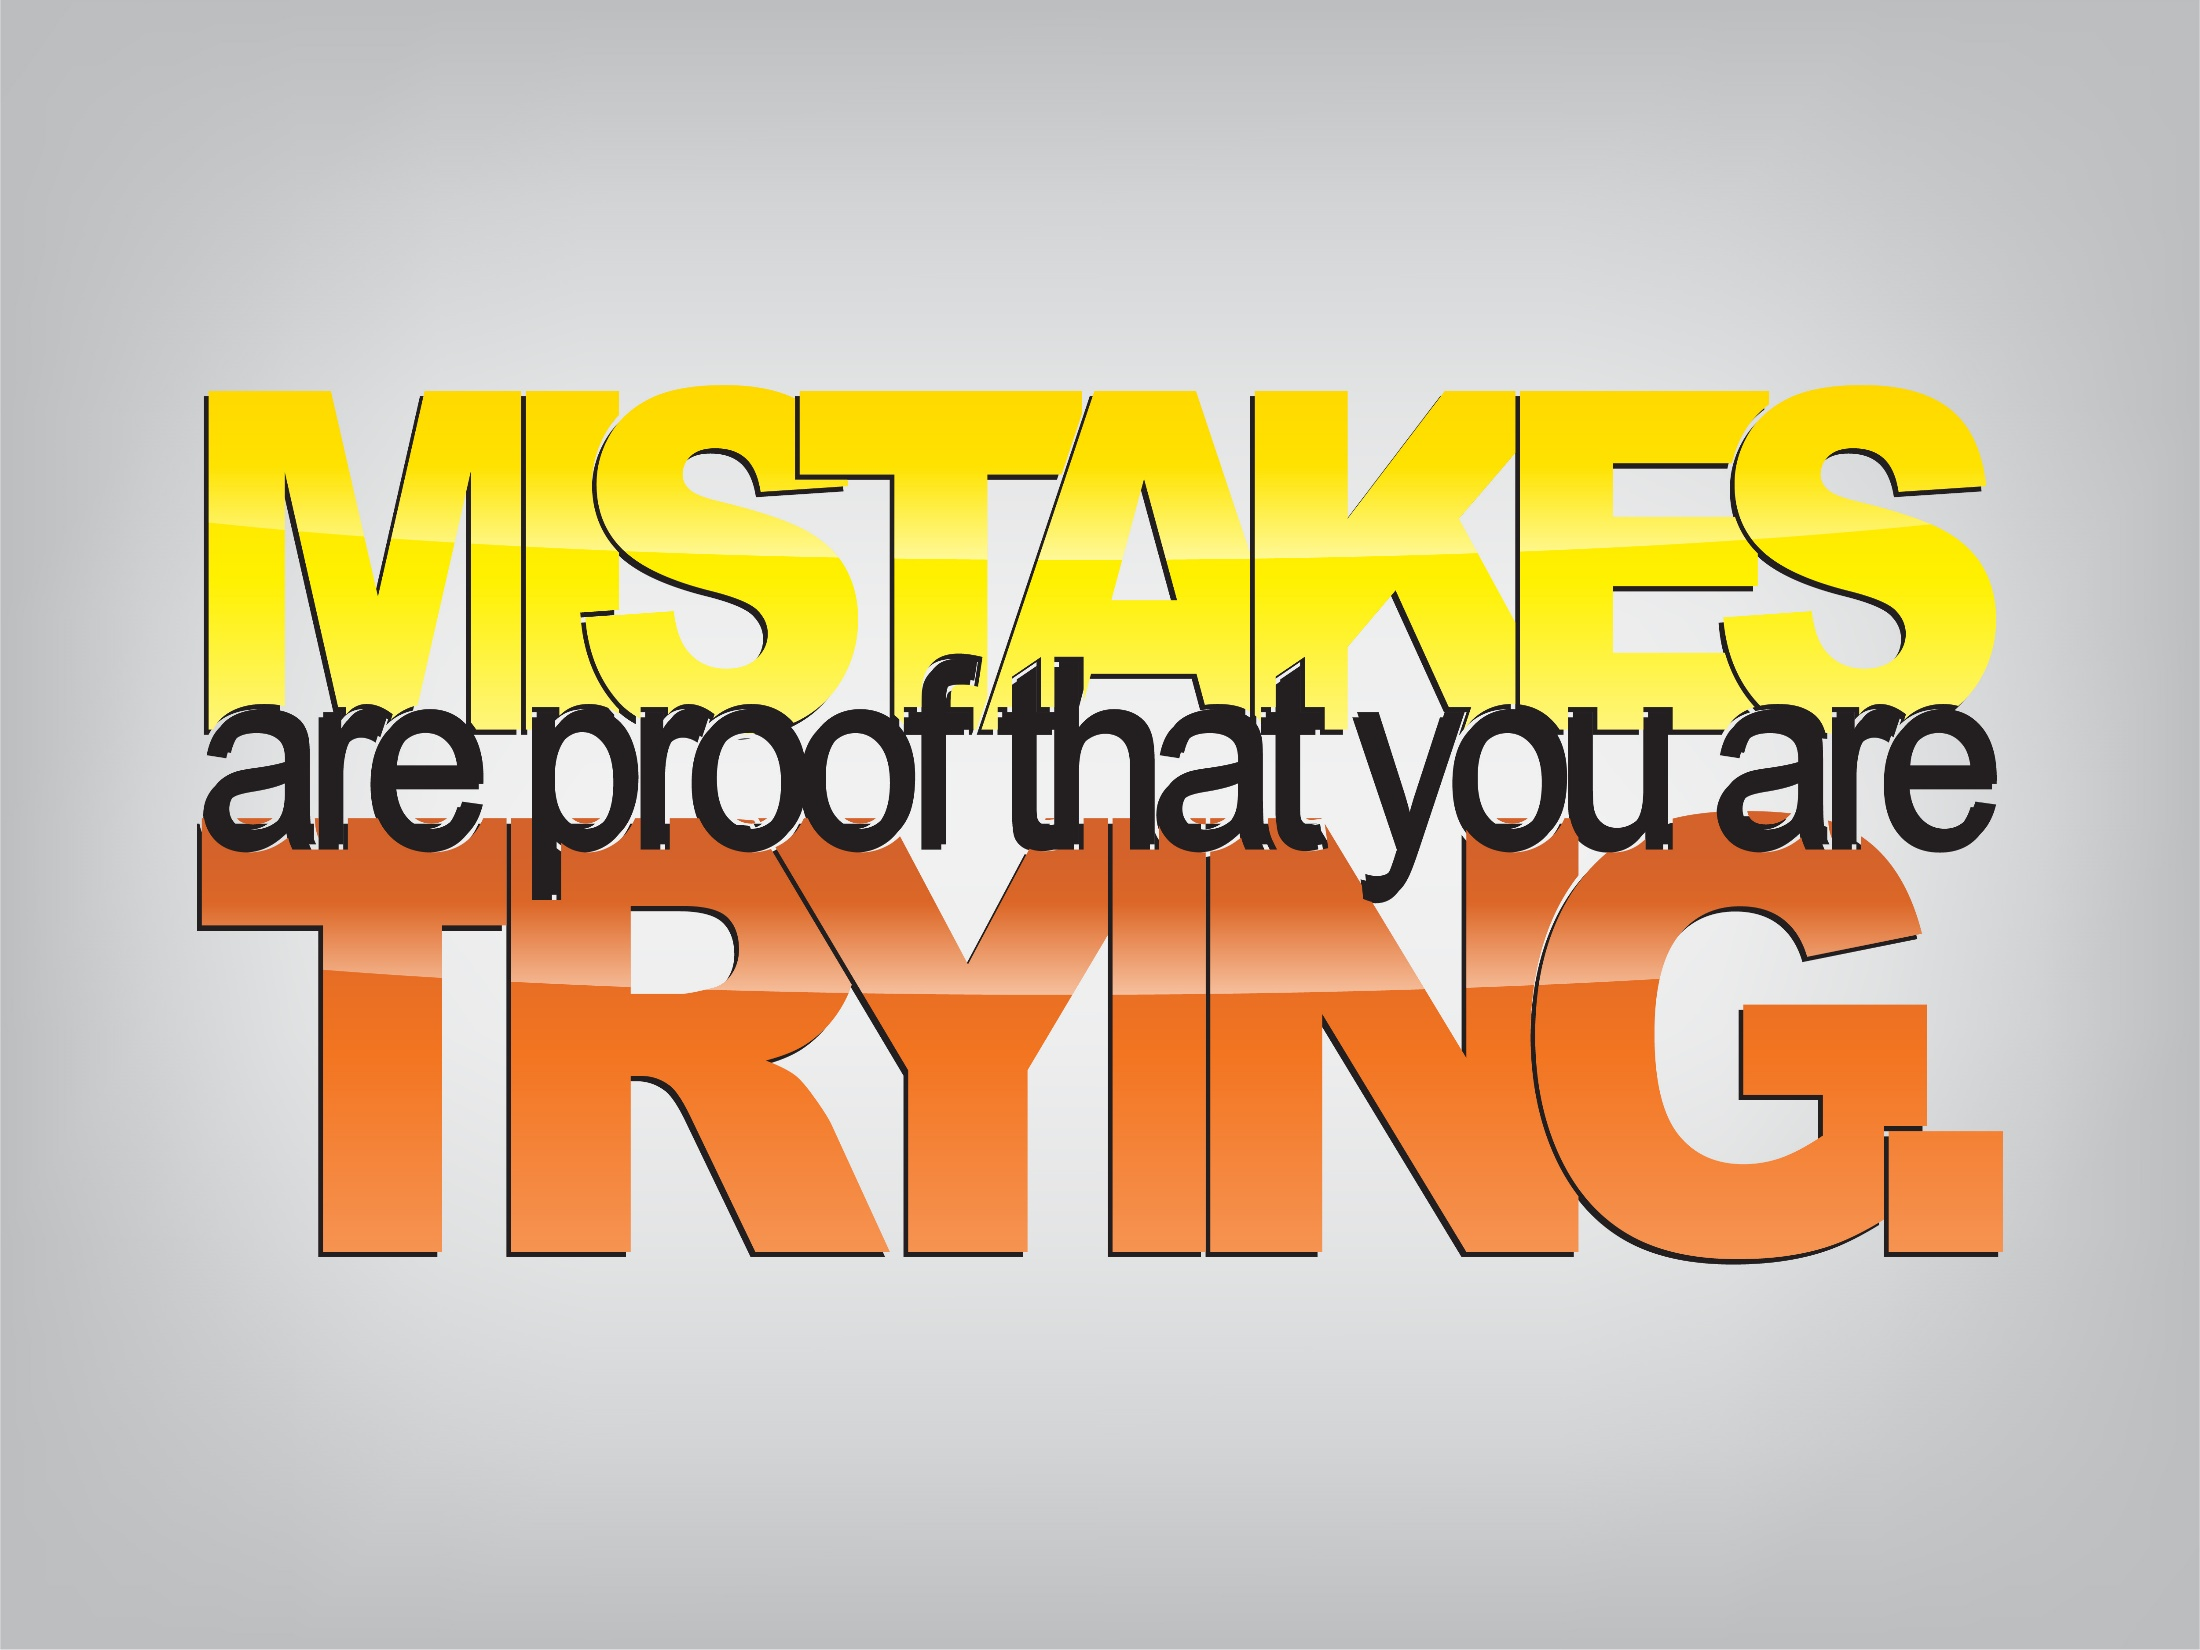 MISTAKES
are proof that you are
TRYING.